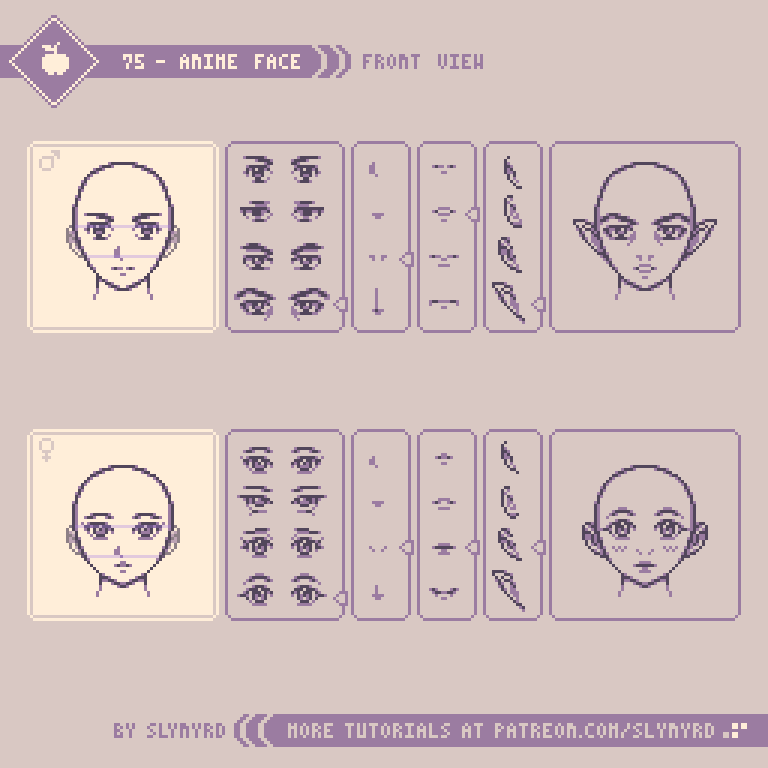 75 - ANIME FACE FRONT VIEW
BY SLYNYRD MORE TUTORIALS AT PATREON.COM/SLYNYRD